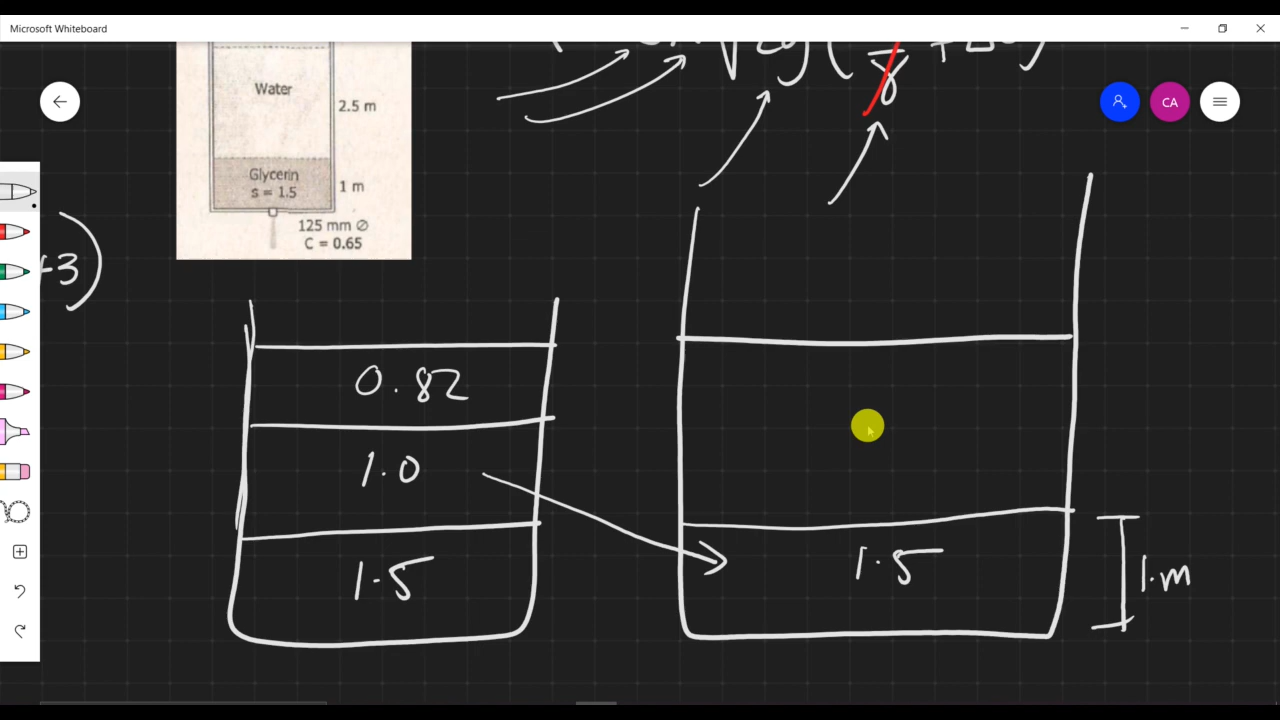 Microsoft Whiteboard
CA
Water
2.5 m
Glycerin
s = 1.5
1 m
125 mm ∅
C = 0.65
+3)
0.82
1.0
1.5
1.5
1.m